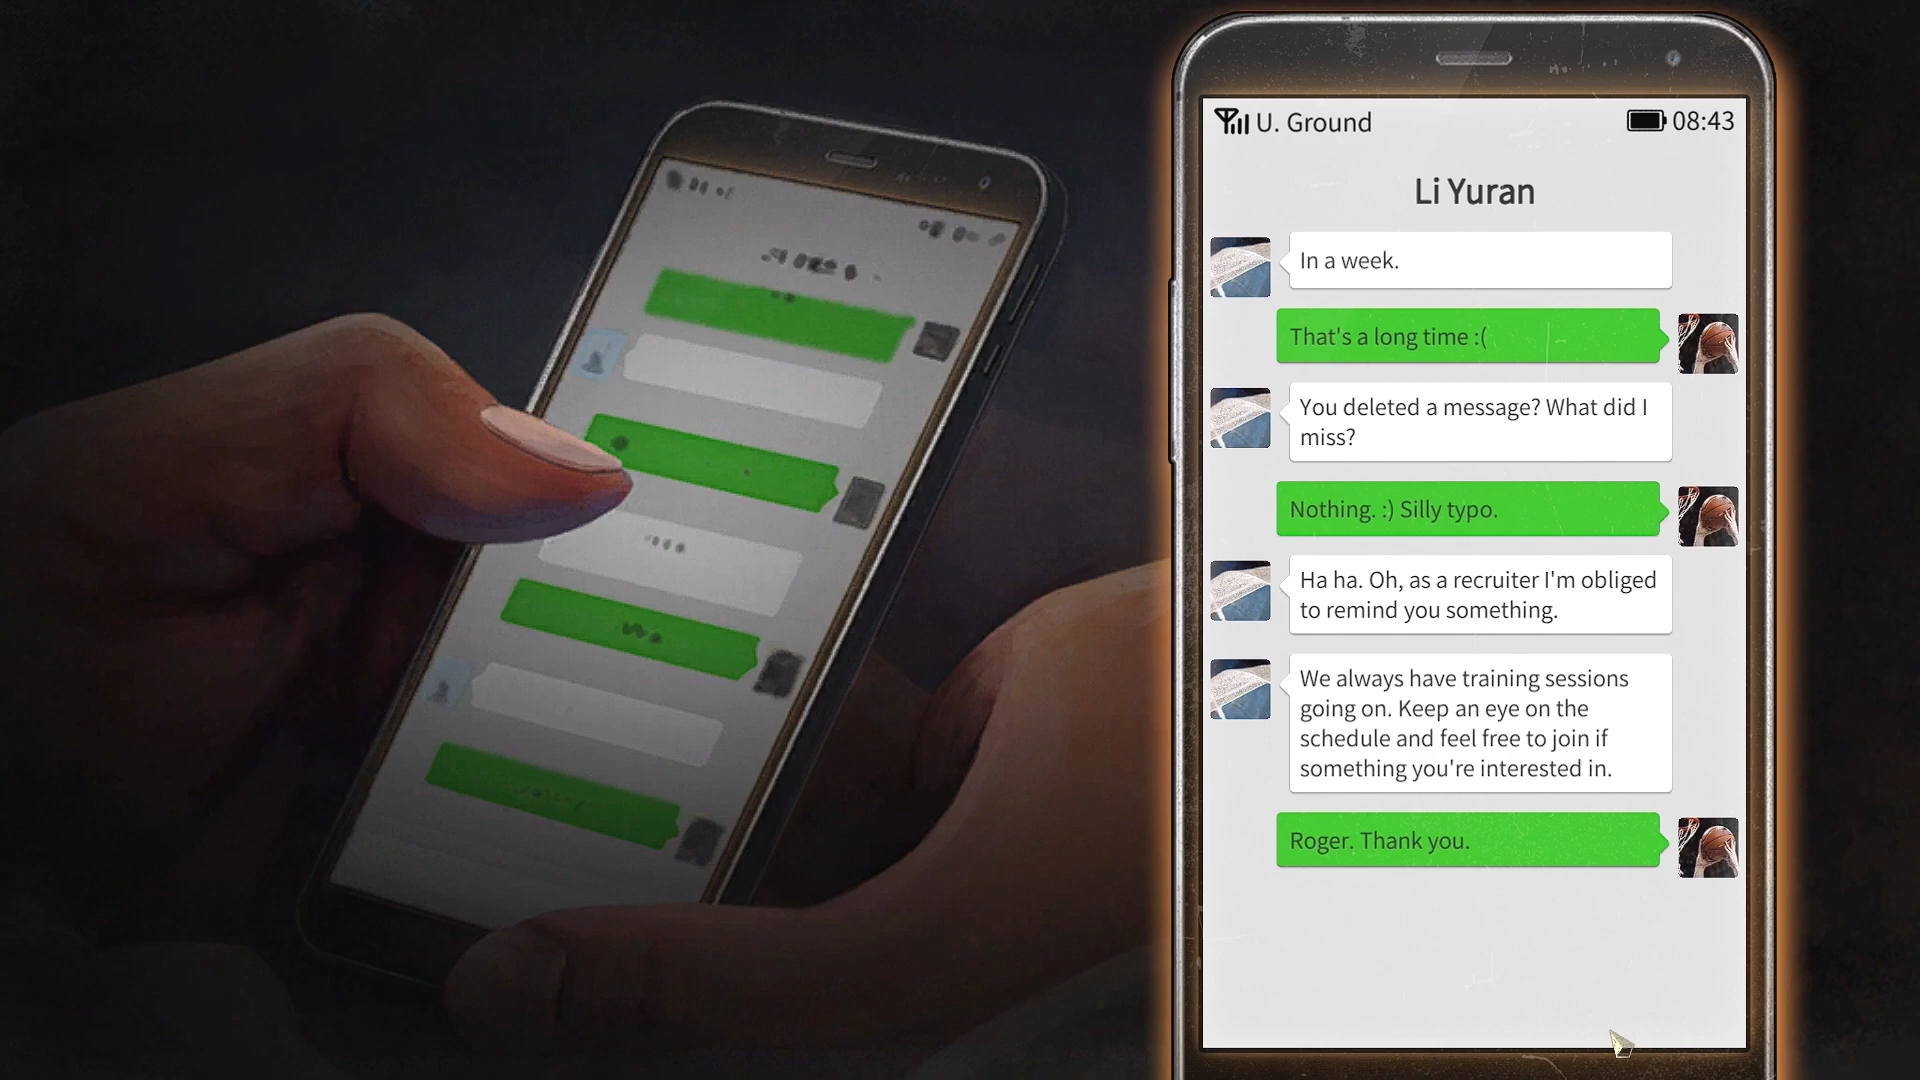 U. Ground
08:43
Li Yuran
In a week.
That's a long time :(
You deleted a message? What did I
miss?
Nothing. :) Silly typo.
Ha ha. Oh, as a recruiter I'm obliged
to remind you something.
We always have training sessions
going on. Keep an eye on the
schedule and feel free to join if
something you're interested in.
Roger. Thank you.